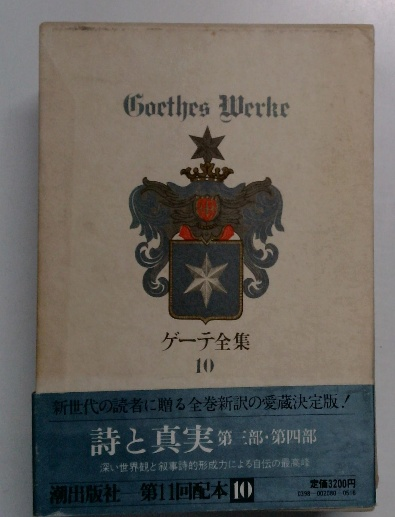 Goethes Werke
ゲーテ全集
10
新世代の読者に贈る全巻新訳の愛蔵決定版!
詩と真実 第三部・第四部
深い世界観と叙事詩的形成力による自伝の最高峰
潮出版社 第11回配本 10
定価3200円